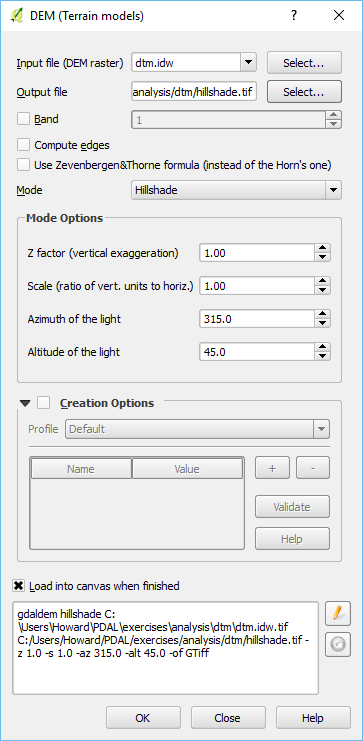 DEM (Terrain models)
?
Input file (DEM raster)
dtm.idw
Select...
Output file
analysis/dtm/hillshade.tif
Select...
Band
1
Compute edges
Use Zevenbergen&Thorne formula (instead of the Horn's one)
Mode
Hillshade
Mode Options
Z factor (vertical exaggeration)
1.00
Scale (ratio of vert. units to horiz.)
1.00
Azimuth of the light
315.0
Altitude of the light
45.0
Creation Options
Profile
Default
Name
Value
+
-
Validate
Help
Load into canvas when finished
gdaldem hillshade C:
\Users\Howard\PDAL\exercises\analysis\dtm\dtm.idw.tif
C:/Users/Howard/PDAL/exercises/analysis/dtm/hillshade.tif -
z 1.0 -s 1.0 -az 315.0 -alt 45.0 -of GTiff
OK
Close
Help